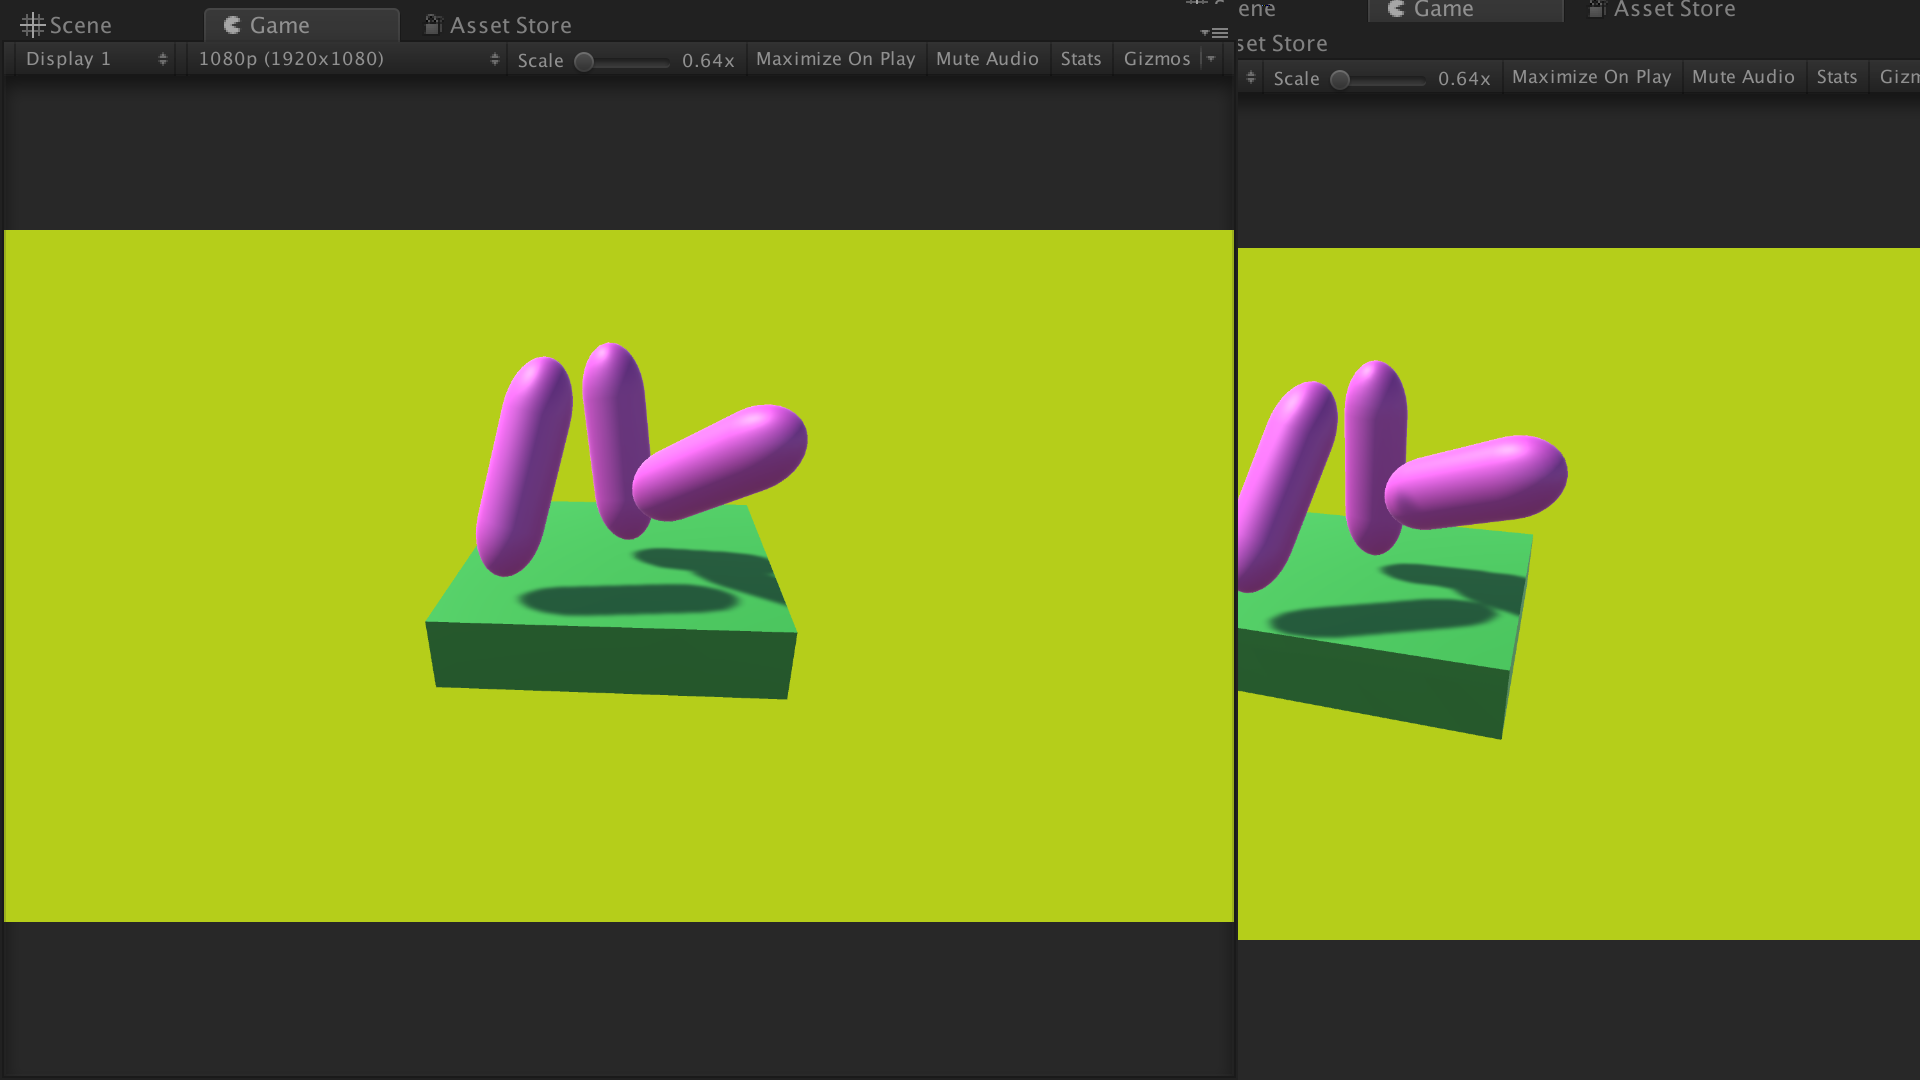 Scene Game Asset Store
Display 1 1080p (1920x1080) Scale 0.64x Maximize On Play Mute Audio Stats Gizmos
ene Game Asset Store
set Store
Scale 0.64x Maximize On Play Mute Audio Stats Gizm